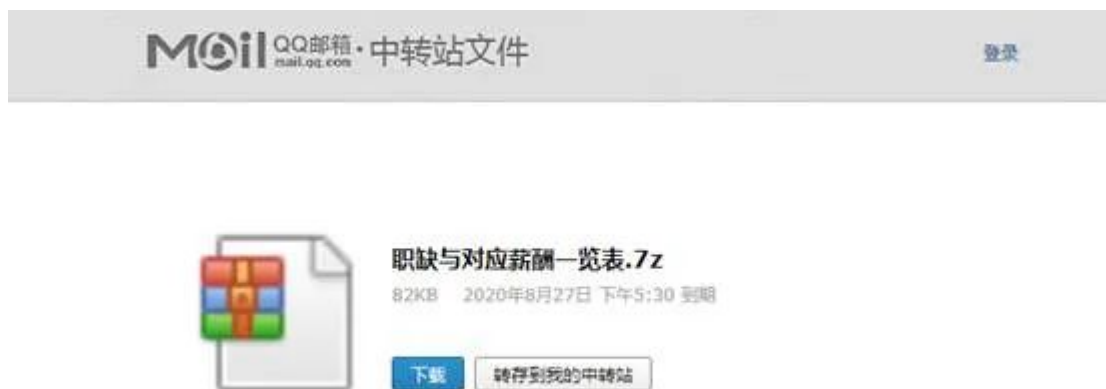 Mail QQ邮箱·中转站文件
mail.qq.com
登录
职缺与对应薪酬一览表.7z
82KB 2020年8月27日 下午5:30 到期
下载 转存到我的中转站